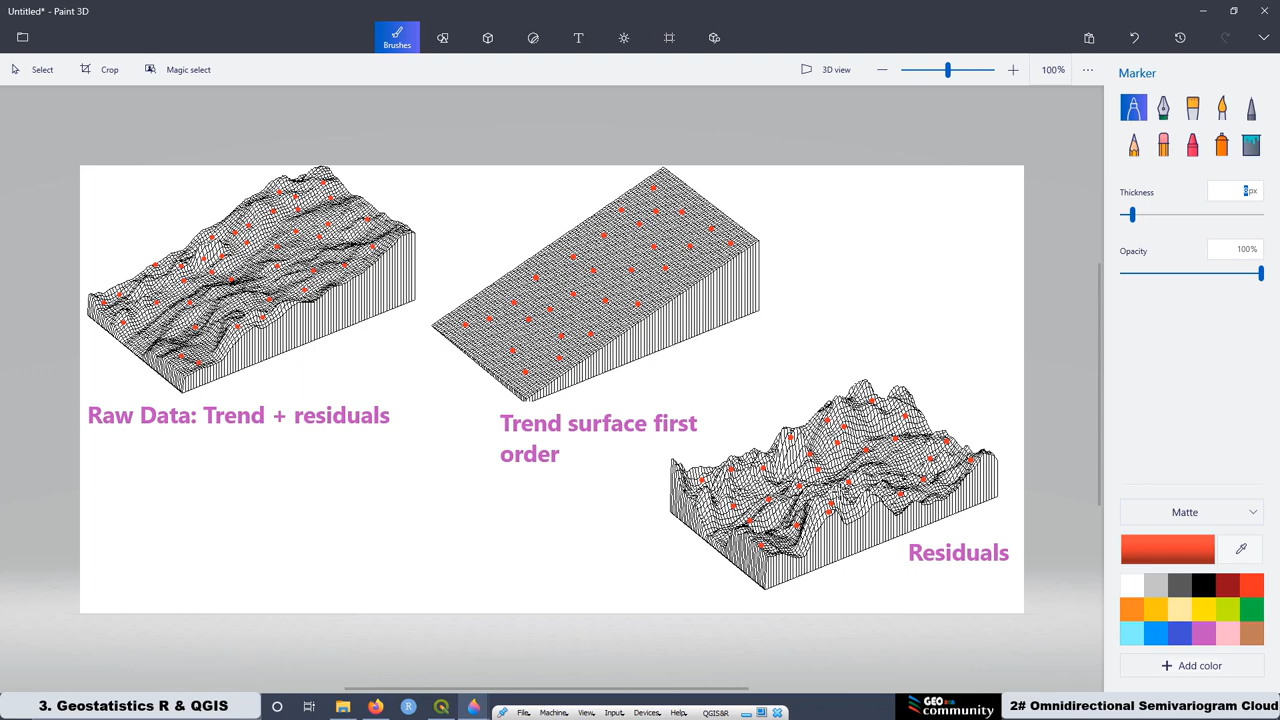 Untitled* - Paint 3D
Brushes
Select
Crop
Magic select
3D view
100%
Marker
Thickness
px
Opacity
100%
Raw Data: Trend + residuals
Trend surface first
order
Residuals
Matte
Add color
3. Geostatistics R & QGIS
File
Machine
View
Input
Devices
Help
QGIS&R
GEO
community
2# Omnidirectional Semivariogram Cloud